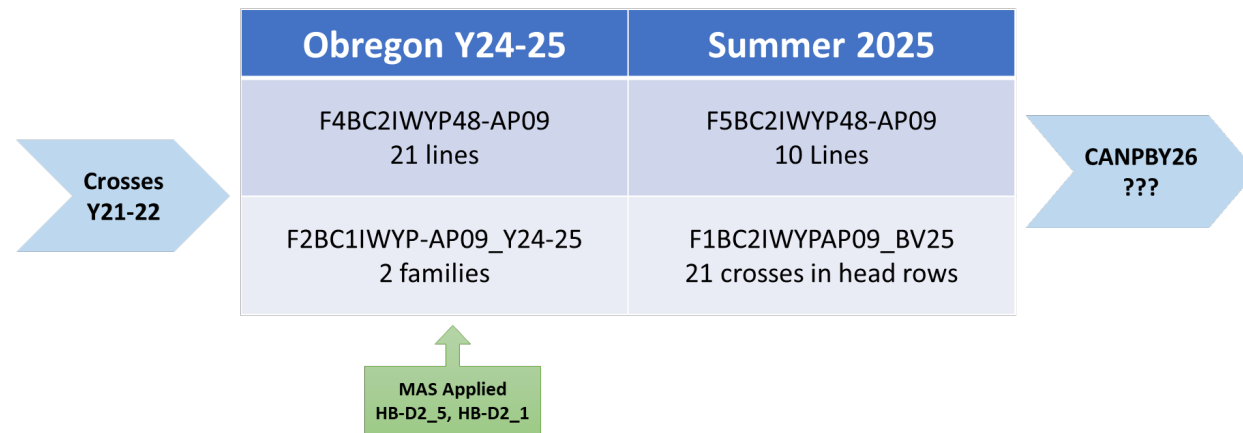 Obregon Y24-25
Summer 2025
Crosses
Y21-22
F4BC2IWYP48-AP09
21 lines
F5BC2IWYP48-AP09
10 Lines
CANPBY26
???
F2BC1IWYP-AP09_Y24-25
2 families
F1BC2IWYPAP09_BV25
21 crosses in head rows
MAS Applied
HB-D2_5, HB-D2_1